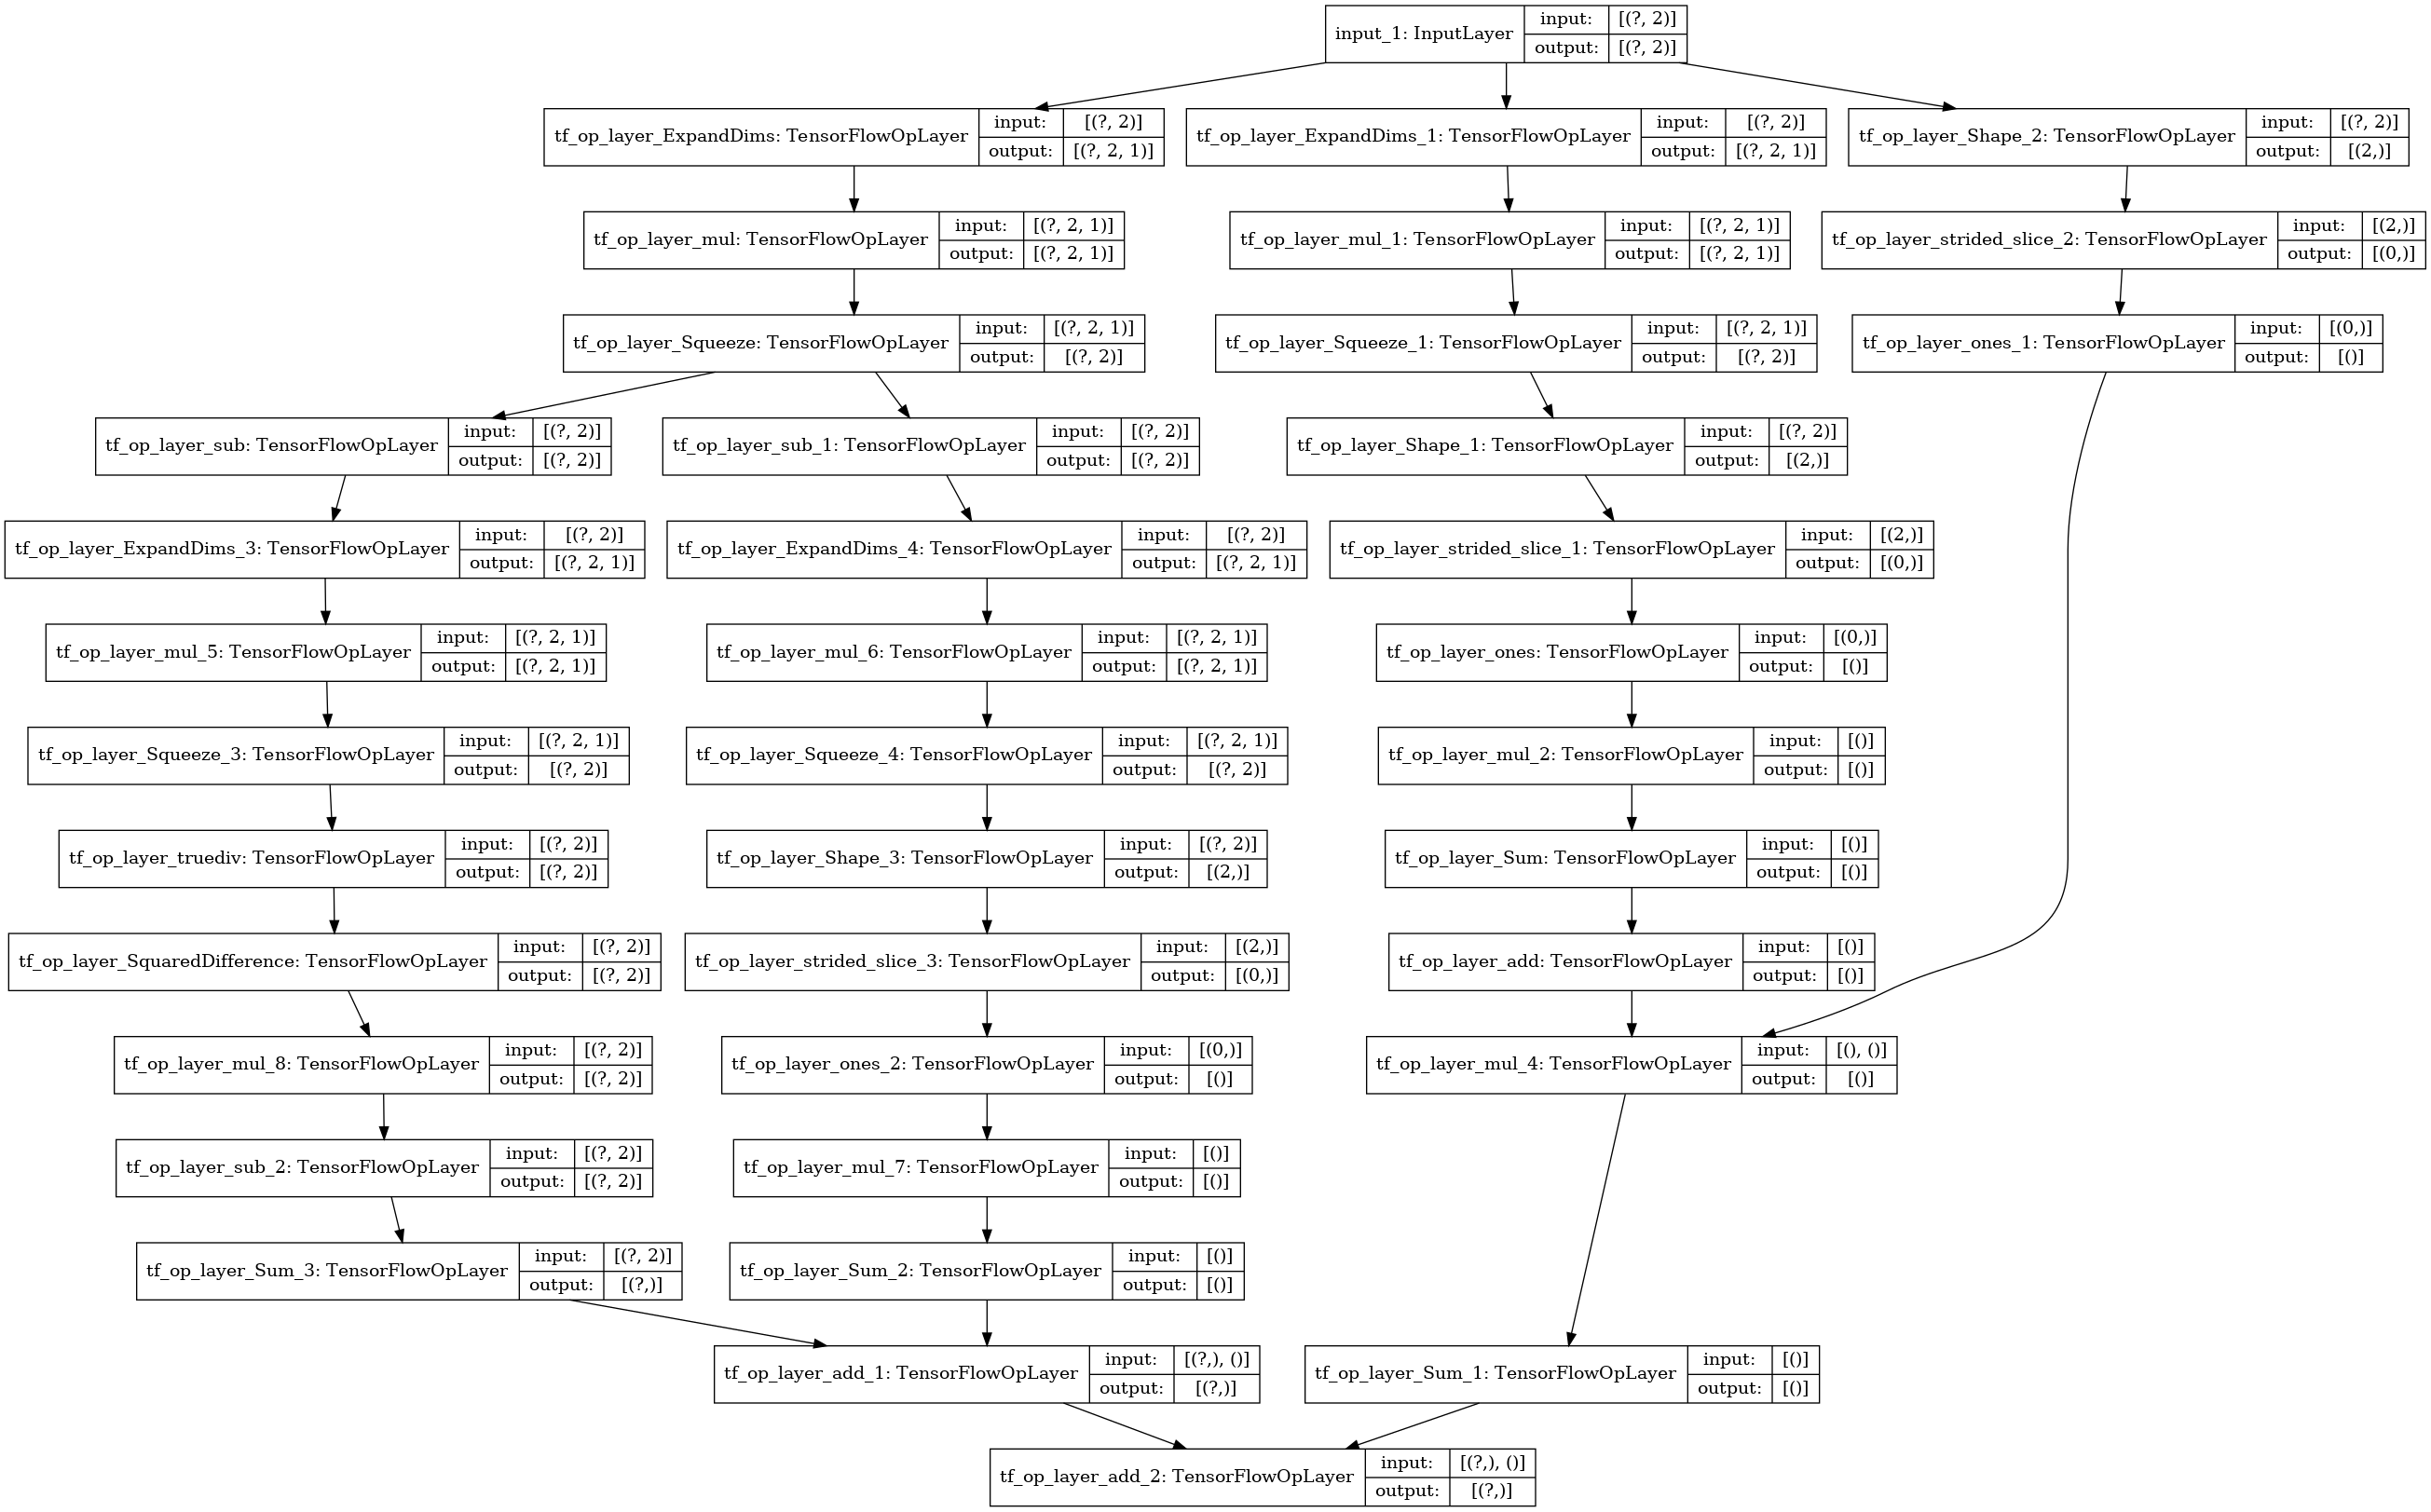 input_1: InputLayer
input: [(?, 2)]
output: [(?, 2)]
tf_op_layer_ExpandDims: TensorFlowOpLayer
input: [(?, 2)]
output: [(?, 2, 1)]
tf_op_layer_ExpandDims_1: TensorFlowOpLayer
input: [(?, 2)]
output: [(?, 2, 1)]
tf_op_layer_Shape_2: TensorFlowOpLayer
input: [(?, 2)]
output: [(2,)]
tf_op_layer_mul: TensorFlowOpLayer
input: [(?, 2, 1)]
output: [(?, 2, 1)]
tf_op_layer_mul_1: TensorFlowOpLayer
input: [(?, 2, 1)]
output: [(?, 2, 1)]
tf_op_layer_strided_slice_2: TensorFlowOpLayer
input: [(2,)]
output: [(0,)]
tf_op_layer_Squeeze: TensorFlowOpLayer
input: [(?, 2, 1)]
output: [(?, 2)]
tf_op_layer_Squeeze_1: TensorFlowOpLayer
input: [(?, 2, 1)]
output: [(?, 2)]
tf_op_layer_ones_1: TensorFlowOpLayer
input: [(0,)]
output: [()]
tf_op_layer_sub: TensorFlowOpLayer
input: [(?, 2)]
output: [(?, 2)]
tf_op_layer_sub_1: TensorFlowOpLayer
input: [(?, 2)]
output: [(?, 2)]
tf_op_layer_Shape_1: TensorFlowOpLayer
input: [(?, 2)]
output: [(2,)]
tf_op_layer_ExpandDims_3: TensorFlowOpLayer
input: [(?, 2)]
output: [(?, 2, 1)]
tf_op_layer_ExpandDims_4: TensorFlowOpLayer
input: [(?, 2)]
output: [(?, 2, 1)]
tf_op_layer_strided_slice_1: TensorFlowOpLayer
input: [(2,)]
output: [(0,)]
tf_op_layer_mul_5: TensorFlowOpLayer
input: [(?, 2, 1)]
output: [(?, 2, 1)]
tf_op_layer_mul_6: TensorFlowOpLayer
input: [(?, 2, 1)]
output: [(?, 2, 1)]
tf_op_layer_ones: TensorFlowOpLayer
input: [(0,)]
output: [()]
tf_op_layer_Squeeze_3: TensorFlowOpLayer
input: [(?, 2, 1)]
output: [(?, 2)]
tf_op_layer_Squeeze_4: TensorFlowOpLayer
input: [(?, 2, 1)]
output: [(?, 2)]
tf_op_layer_mul_2: TensorFlowOpLayer
input: [()]
output: [()]
tf_op_layer_truediv: TensorFlowOpLayer
input: [(?, 2)]
output: [(?, 2)]
tf_op_layer_Shape_3: TensorFlowOpLayer
input: [(?, 2)]
output: [(2,)]
tf_op_layer_Sum: TensorFlowOpLayer
input: [()]
output: [()]
tf_op_layer_SquaredDifference: TensorFlowOpLayer
input: [(?, 2)]
output: [(?, 2)]
tf_op_layer_strided_slice_3: TensorFlowOpLayer
input: [(2,)]
output: [(0,)]
tf_op_layer_add: TensorFlowOpLayer
input: [()]
output: [()]
tf_op_layer_mul_8: TensorFlowOpLayer
input: [(?, 2)]
output: [(?, 2)]
tf_op_layer_ones_2: TensorFlowOpLayer
input: [(0,)]
output: [()]
tf_op_layer_mul_4: TensorFlowOpLayer
input: [(), ()]
output: [()]
tf_op_layer_sub_2: TensorFlowOpLayer
input: [(?, 2)]
output: [(?, 2)]
tf_op_layer_mul_7: TensorFlowOpLayer
input: [()]
output: [()]
tf_op_layer_Sum_3: TensorFlowOpLayer
input: [(?, 2)]
output: [(?,)]
tf_op_layer_Sum_2: TensorFlowOpLayer
input: [()]
output: [()]
tf_op_layer_add_1: TensorFlowOpLayer
input: [(?,), ()]
output: [(?,)]
tf_op_layer_Sum_1: TensorFlowOpLayer
input: [()]
output: [()]
tf_op_layer_add_2: TensorFlowOpLayer
input: [(?,), ()]
output: [(?,)]